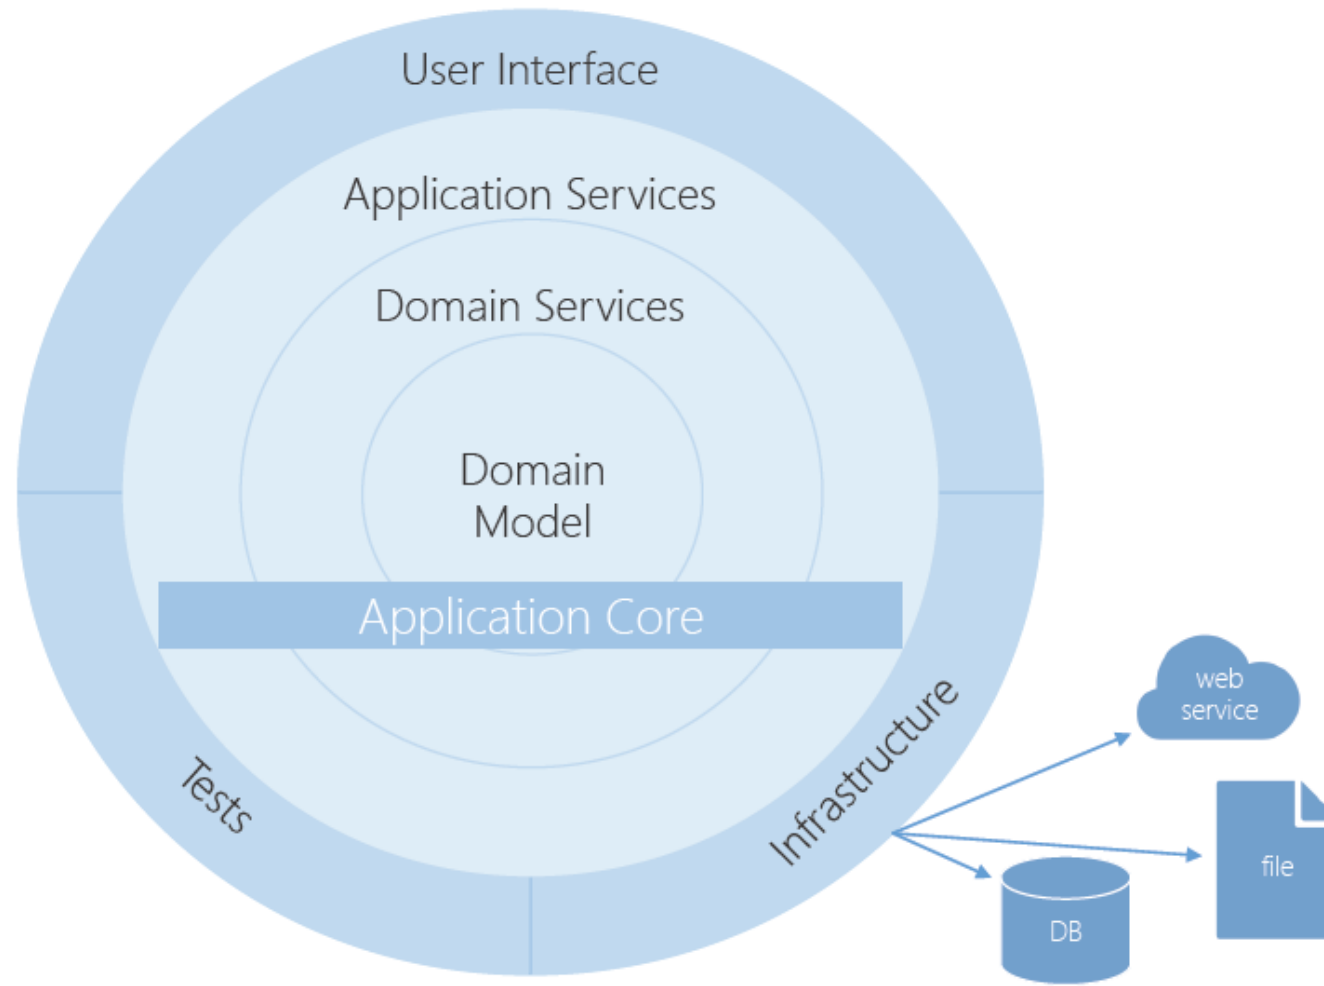 User Interface
Application Services
Domain Services
Domain
Model
Application Core
Tests
Infrastructure
web
service
file
DB